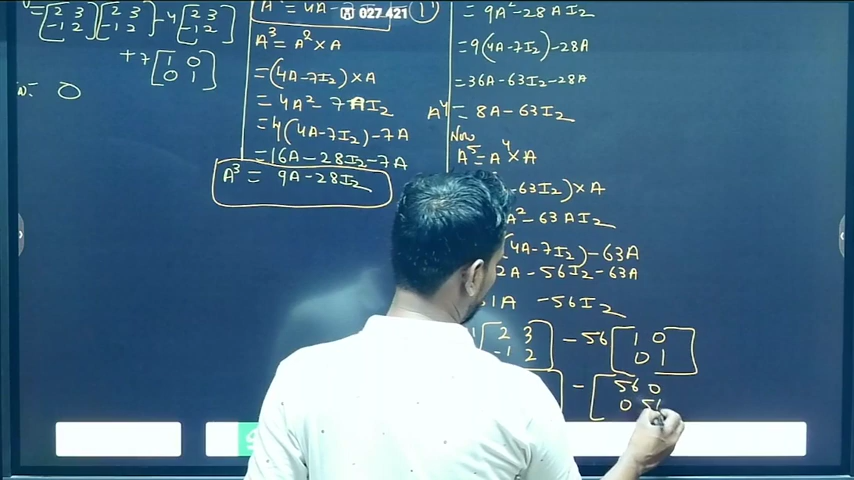 = [2 3 -1 2] [2 3 -1 2] - 4 [2 3 -1 2]
+ 7 [1 0 0 1]
= 0
027.421
A³ = A² × A
= (4A - 7I₂) × A
= 4A² - 7AI₂
= 4(4A - 7I₂) - 7A
= 16A - 28I₂ - 7A
A³ = 9A - 28I₂
= 9A² - 28AI₂
= 9(4A - 7I₂) - 28A
= 36A - 63I₂ - 28A
A⁴ = 8A - 63I₂
Now
A⁵ = A⁴ × A
- 63I₂) × A
A² - 63AI₂
(4A - 7I₂) - 63A
2A - 56I₂ - 63A
1A - 56I₂
[2 3 -1 2] - 56 [1 0 0 1]
- [56 0 0